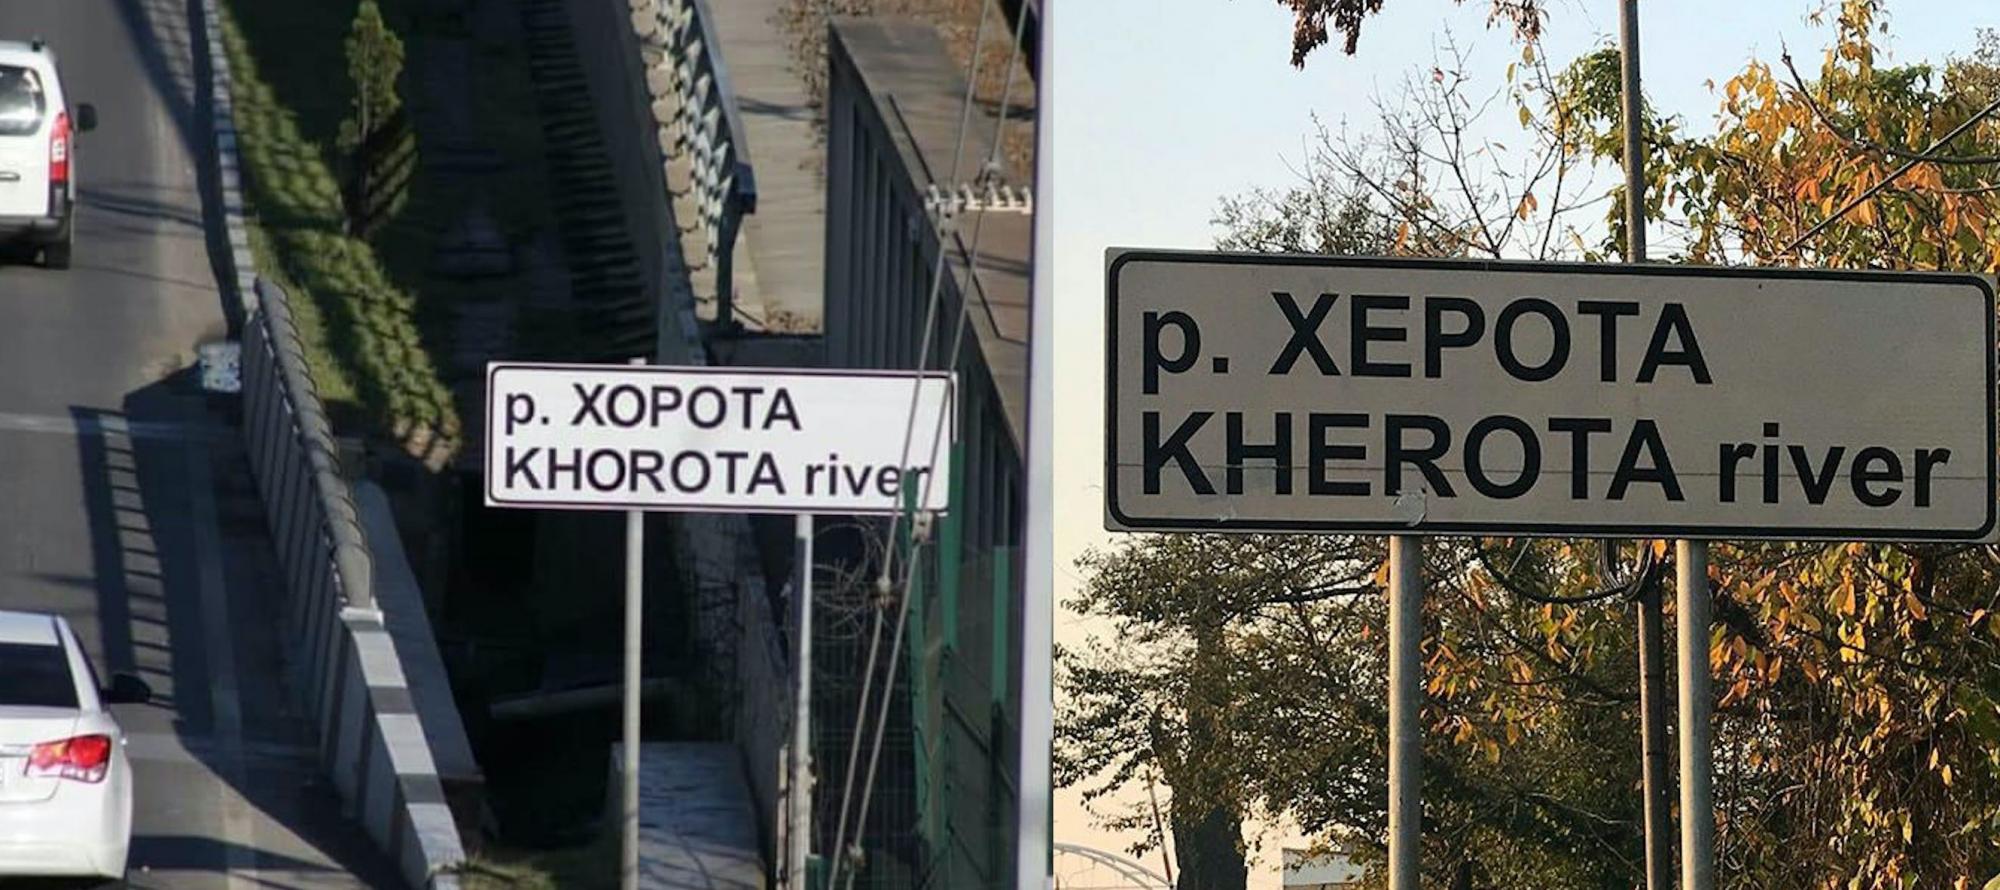 р. ХОРОТА
KHOROTA river
р. ХЕРОТА
KHEROTA river